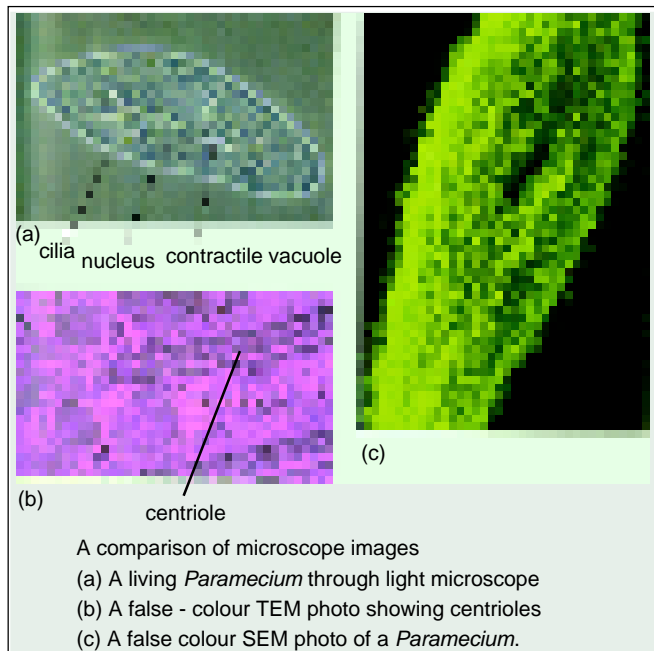 (a)
cilia nucleus contractile vacuole
(b)
centriole
(c)
A comparison of microscope images
(a) A living Paramecium through light microscope
(b) A false - colour TEM photo showing centrioles
(c) A false colour SEM photo of a Paramecium.